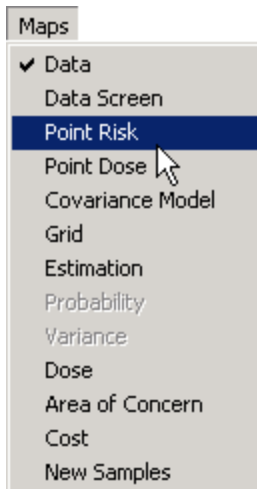 Maps
Data
Data Screen
Point Risk
Point Dose
Covariance Model
Grid
Estimation
Probability
Variance
Dose
Area of Concern
Cost
New Samples